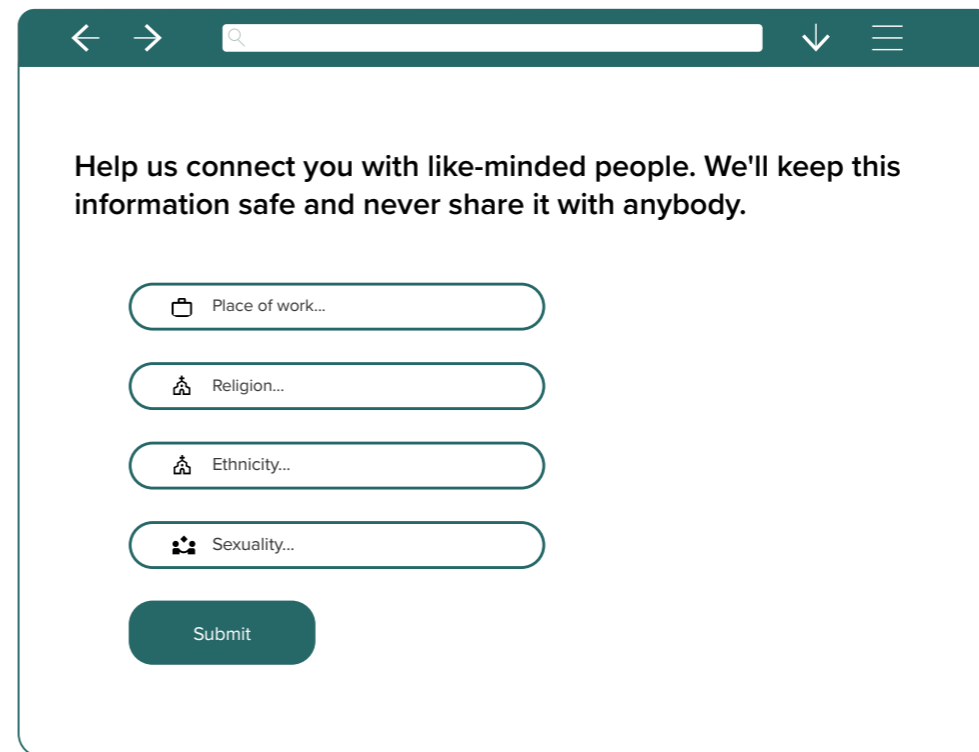 Help us connect you with like-minded people. We'll keep this
information safe and never share it with anybody.
Place of work...
Religion...
Ethnicity...
Sexuality...
Submit